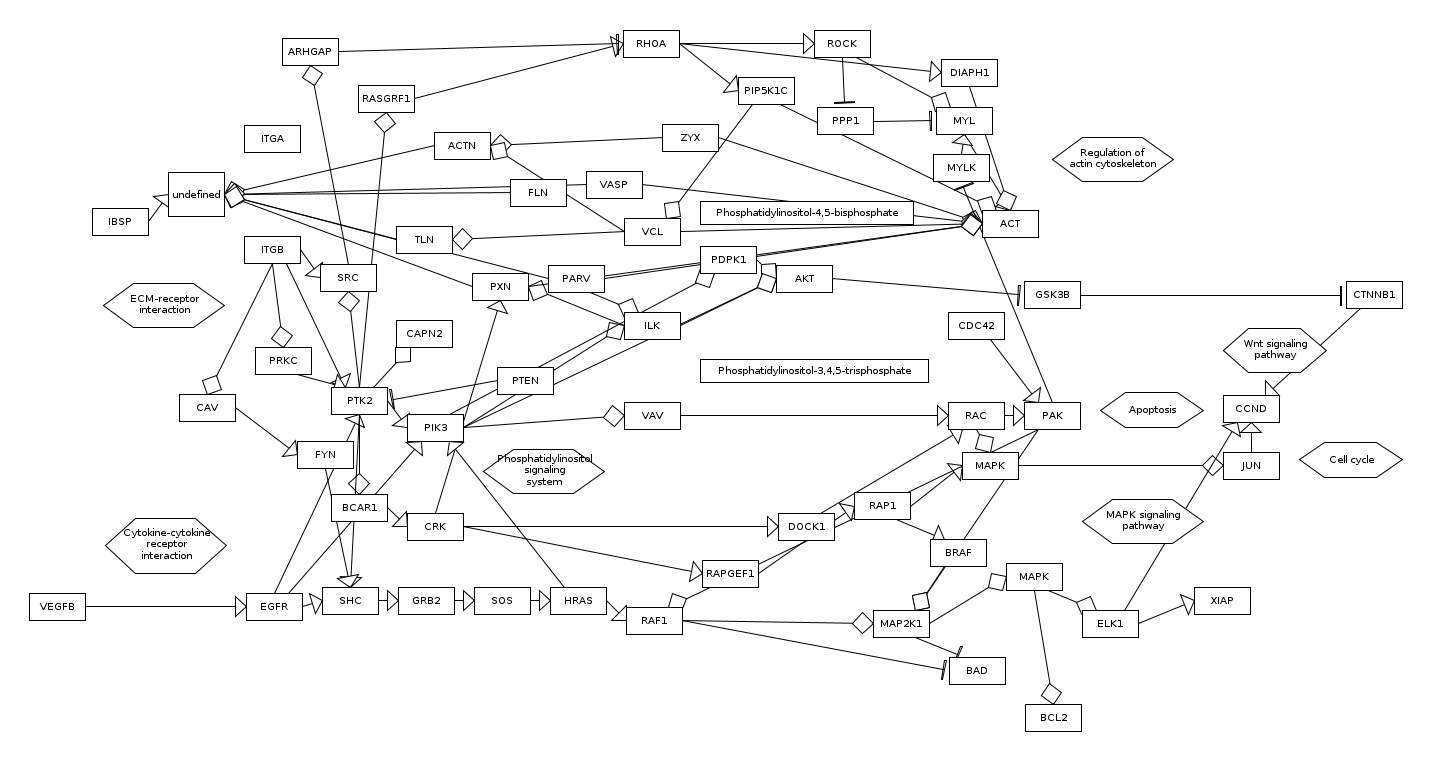 ARHGAP
RHOA
ROCK
DIAPH1
PIP5K1C
RASGRF1
PPP1
MYL
ITGA
ACTN
ZYX
Regulation of
actin cytoskeleton
MYLK
undefined
FLN
VASP
IBSP
Phosphatidylinositol-4,5-bisphosphate
ACT
TLN
VCL
ITGB
PDPK1
SRC
PXN
PARV
AKT
GSK3B
CTNNB1
ECM-receptor
interaction
CAPN2
ILK
CDC42
Wnt signaling
pathway
PRKC
Phosphatidylinositol-3,4,5-trisphosphate
PTEN
CAV
PTK2
PIK3
VAV
RAC
PAK
Apoptosis
CCND
FYN
Phosphatidylinositol
signaling
system
MAPK
JUN
Cell cycle
BCAR1
CRK
DOCK1
RAP1
MAPK signaling
pathway
Cytokine-cytokine
receptor
interaction
BRAF
RAPGEF1
MAPK
VEGFB
EGFR
SHC
GRB2
SOS
HRAS
RAF1
MAP2K1
ELK1
XIAP
BAD
BCL2